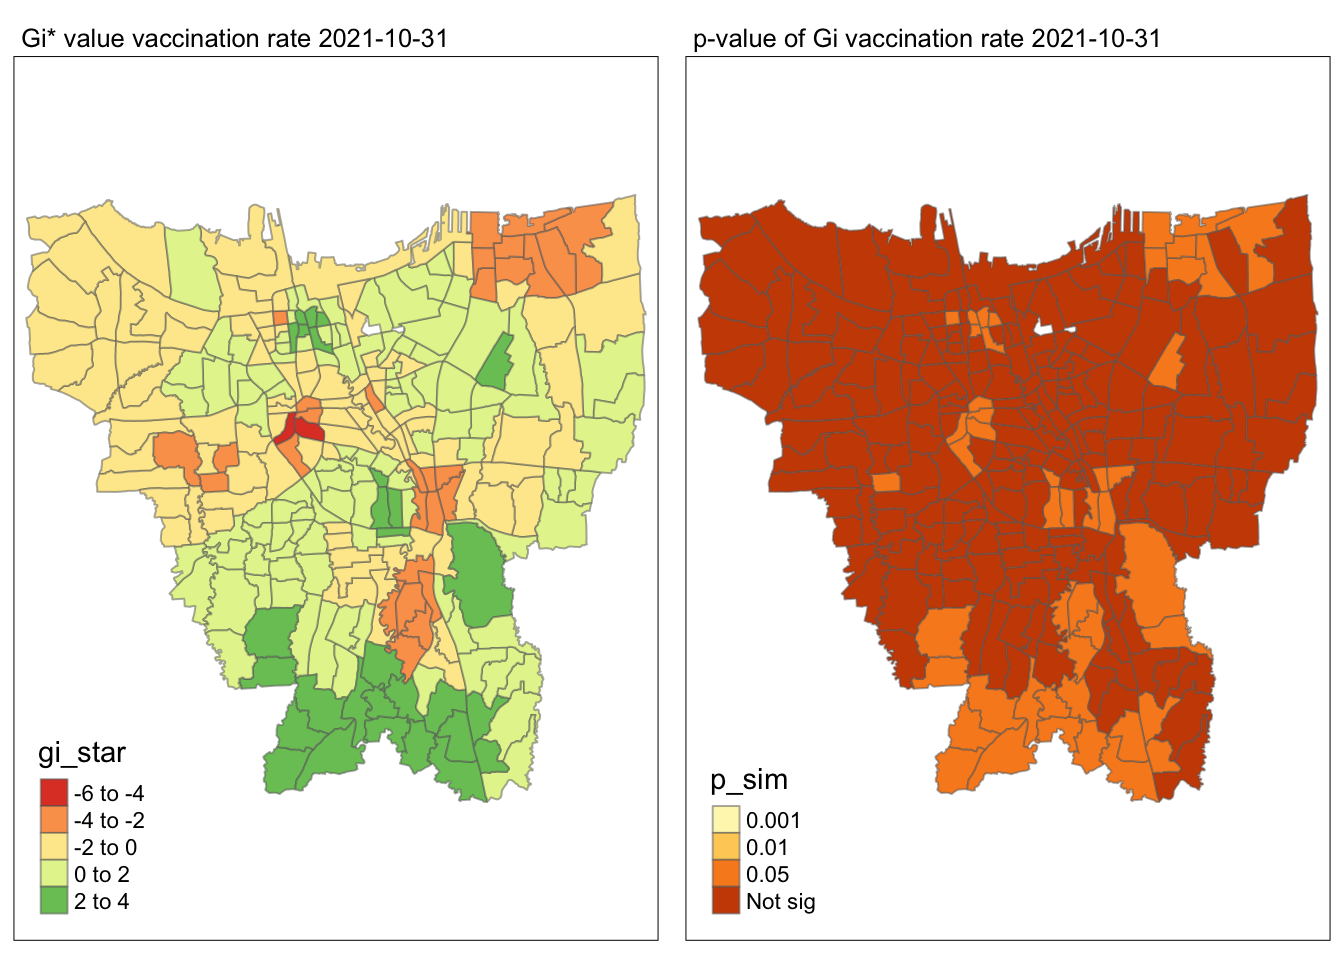 Gi* value vaccination rate 2021-10-31
gi_star
-6 to -4
-4 to -2
-2 to 0
0 to 2
2 to 4
p-value of Gi vaccination rate 2021-10-31
p_sim
0.001
0.01
0.05
Not sig